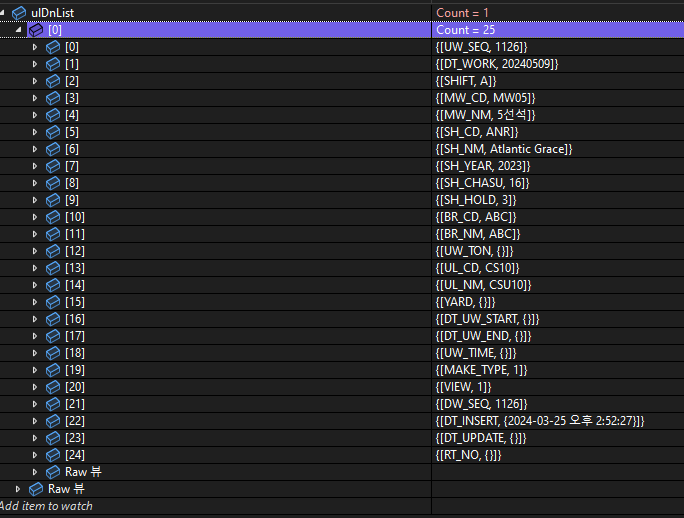 ulDnList Count = 1
[0] Count = 25
[0] {[UW_SEQ, 1126]}
[1] {[DT_WORK, 20240509]}
[2] {[SHIFT, A]}
[3] {[MW_CD, MW05]}
[4] {[MW_NM, 5선석]}
[5] {[SH_CD, ANR]}
[6] {[SH_NM, Atlantic Grace]}
[7] {[SH_YEAR, 2023]}
[8] {[SH_CHASU, 16]}
[9] {[SH_HOLD, 3]}
[10] {[BR_CD, ABC]}
[11] {[BR_NM, ABC]}
[12] {[UW_TON, {}]}
[13] {[UL_CD, CS10]}
[14] {[UL_NM, CSU10]}
[15] {[YARD, {}]}
[16] {[DT_UW_START, {}]}
[17] {[DT_UW_END, {}]}
[18] {[UW_TIME, {}]}
[19] {[MAKE_TYPE, 1]}
[20] {[VIEW, 1]}
[21] {[DW_SEQ, 1126]}
[22] {[DT_INSERT, {2024-03-25 오후 2:52:27}]}
[23] {[DT_UPDATE, {}]}
[24] {[RT_NO, {}]}
Raw 뷰
Raw 뷰
Add item to watch